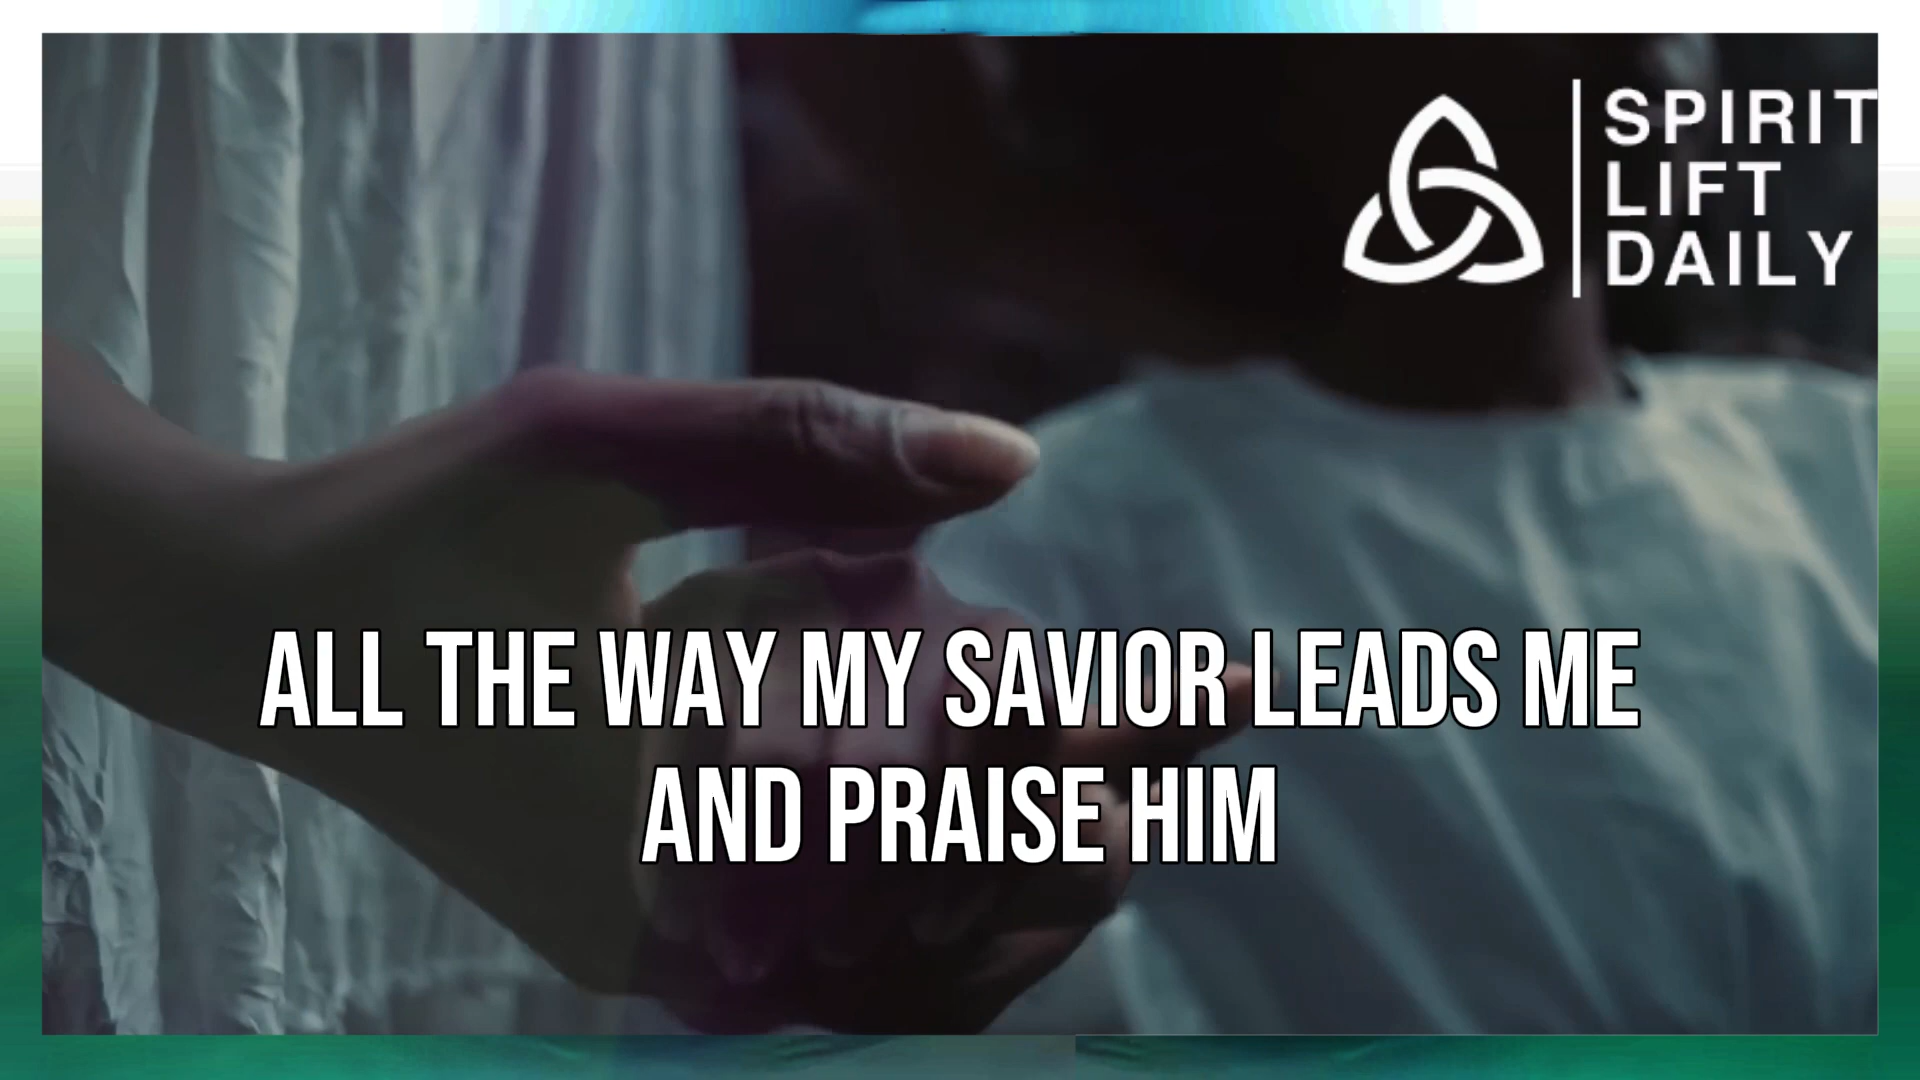 SPIRIT
LIFT
DAILY
ALL THE WAY MY SAVIOR LEADS ME
AND PRAISE HIM